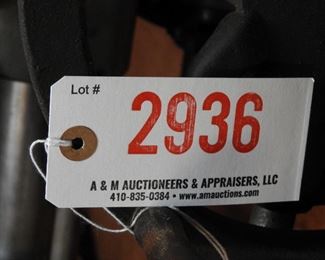 Lot #
2936
A & M AUCTIONEERS & APPRAISERS, LLC
410-835-0384 • www.amauctions.com